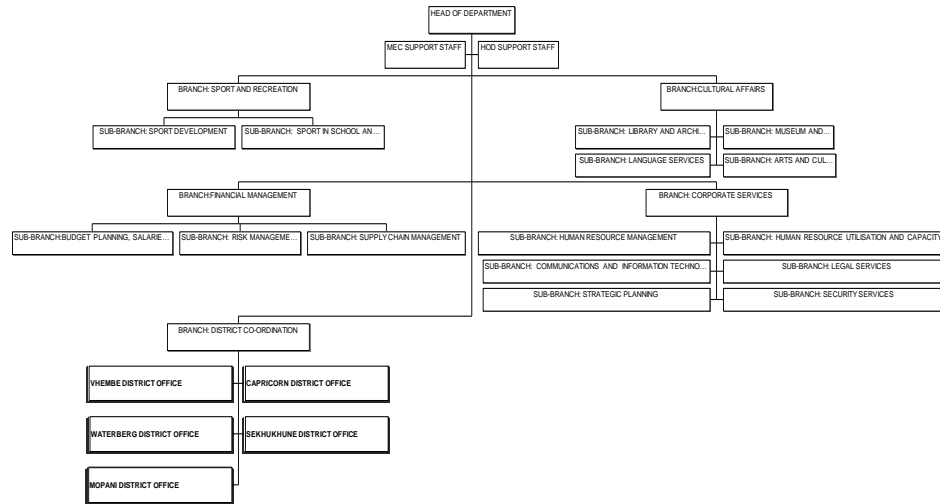 HEAD OF DEPARTMENT
MEC SUPPORT STAFF
HOD SUPPORT STAFF
BRANCH: SPORT AND RECREATION
BRANCH:CULTURAL AFFAIRS
SUB-BRANCH: SPORT DEVELOPMENT
SUB-BRANCH: SPORT IN SCHOOL AN...
SUB-BRANCH: LIBRARY AND ARCHI...
SUB-BRANCH: MUSEUM AND...
SUB-BRANCH: LANGUAGE SERVICES
SUB-BRANCH: ARTS AND CUL...
BRANCH:FINANCIAL MANAGEMENT
BRANCH: CORPORATE SERVICES
SUB-BRANCH:BUDGET PLANNING, SALARIE...
SUB-BRANCH: RISK MANAGEME...
SUB-BRANCH: SUPPLY CHAIN MANAGEMENT
SUB-BRANCH: HUMAN RESOURCE MANAGEMENT
SUB-BRANCH: HUMAN RESOURCE UTILISATION AND CAPACITY
SUB-BRANCH: COMMUNICATIONS AND INFORMATION TECHNO...
SUB-BRANCH: LEGAL SERVICES
SUB-BRANCH: STRATEGIC PLANNING
SUB-BRANCH: SECURITY SERVICES
BRANCH: DISTRICT CO-ORDINATION
VHEMBE DISTRICT OFFICE
CAPRICORN DISTRICT OFFICE
WATERBERG DISTRICT OFFICE
SEKHUKHUNE DISTRICT OFFICE
MOPANI DISTRICT OFFICE